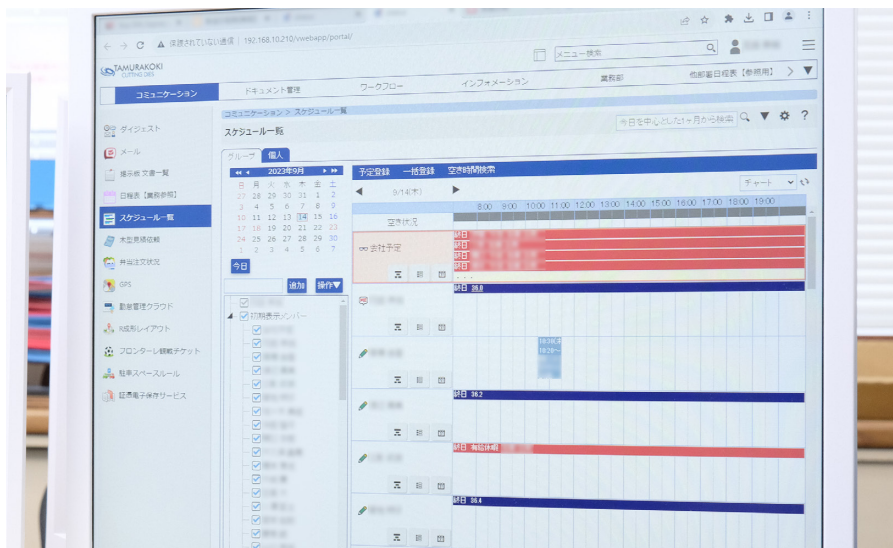 保護されていない通信 | 192.168.10.210/vwebapp/portal/
TAMURAKOKI
CUTTING DIES
メニュー検索
コミュニケーション ドキュメント管理 ワークフロー インフォメーション 業務部 他部署日程表【参照用】
コミュニケーション > スケジュール一覧
スケジュール一覧
今日を中心とした1ヶ月から検索
ダイジェスト
メール
掲示板 文書一覧
日程表【業務参照】
スケジュール一覧
木型見積依頼
弁当注文状況
GPS
勤怠管理クラウド
R成形レイアウト
フロンターレ観戦チケット
駐車スペースルール
証憑電子保存サービス
グループ 個人
2023年9月
日 月 火 水 木 金 土
27 28 29 30 31 1 2
3 4 5 6 7 8 9
10 11 12 13 14 15 16
17 18 19 20 21 22 23
24 25 26 27 28 29 30
1 2 3 4 5 6 7
今日
追加 操作▼
初期表示メンバー
予定登録 一括登録 空き時間検索
9/14(木)
チャート
8:00 9:00 10:00 11:00 12:00 13:00 14:00 15:00 16:00 17:00 18:00 19:00
空き状況
会社予定
終日
終日
終日
終日
...
終日 36.8
終日 36.2
終日 有給休暇
終日 36.4